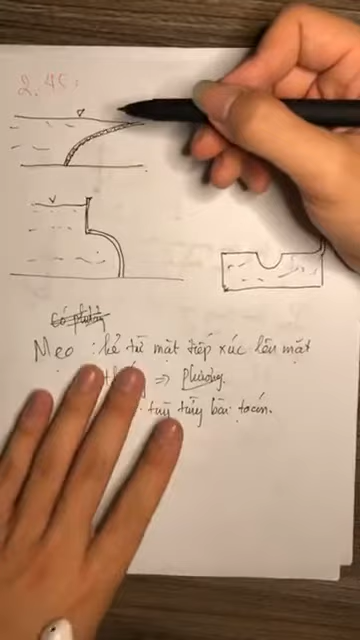 2.45:
Có phương
Mẹo : kẻ từ mặt tiếp xúc lên mặt
⇒ phương.
tùy bài toán.